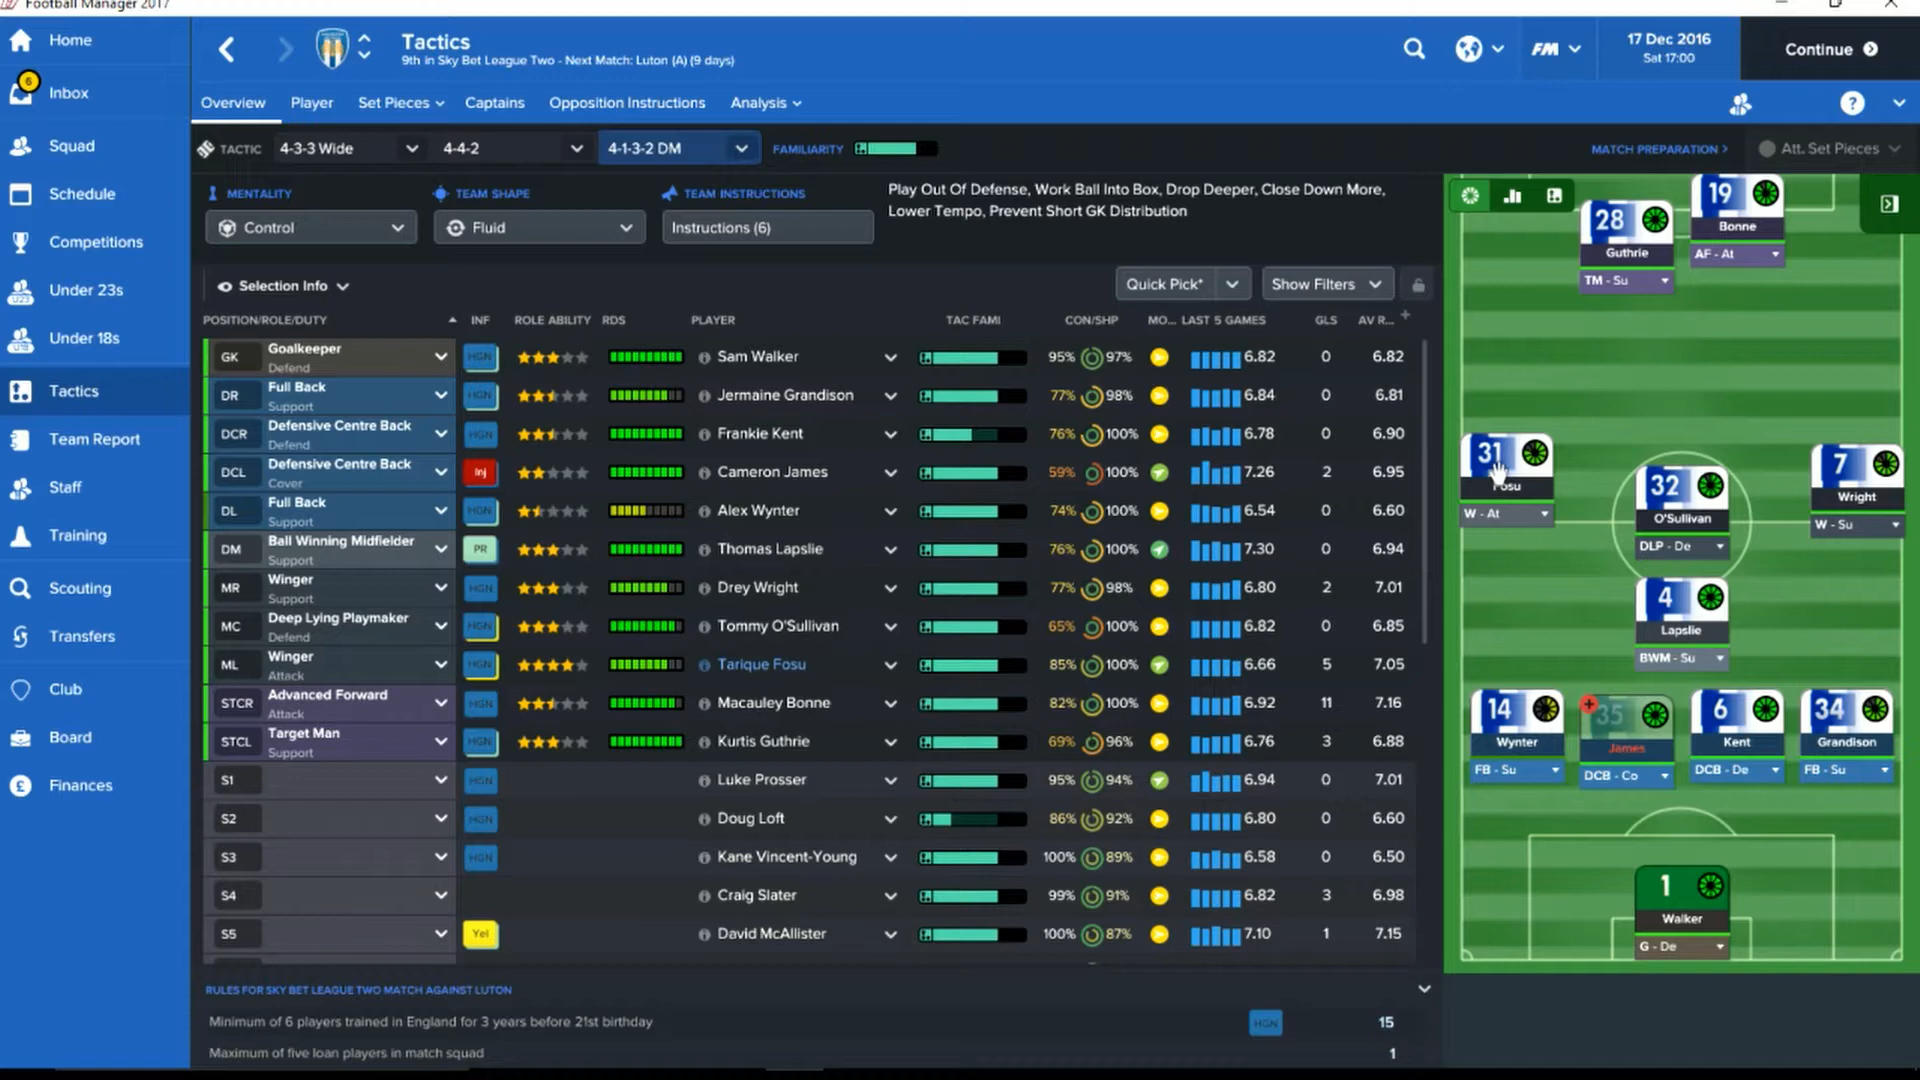 Football Manager 2017
Home
Tactics
9th in Sky Bet League Two - Next Match: Luton (A) (9 days)
FM
17 Dec 2016
Sat 17:00
Continue
6
Inbox
Overview Player Set Pieces Captains Opposition Instructions Analysis
?
Squad
TACTIC 4-3-3 Wide 4-4-2 4-1-3-2 DM FAMILIARITY MATCH PREPARATION > Att. Set Pieces
Schedule
MENTALITY TEAM SHAPE TEAM INSTRUCTIONS
Control Fluid Instructions (6)
Play Out Of Defense, Work Ball Into Box, Drop Deeper, Close Down More,
Lower Tempo, Prevent Short GK Distribution
Competitions
Under 23s
U23
Under 18s
U18
Tactics
Team Report
Staff
Training
Scouting
Transfers
Club
Board
£ Finances
Selection Info Quick Pick* Show Filters
POSITION/ROLE/DUTY INF ROLE ABILITY RDS PLAYER TAC FAMI CON/SHP MO... LAST 5 GAMES GLS AV R... +
GK Goalkeeper HGN Sam Walker 95% 97% 6.82 0 6.82
Defend
DR Full Back HGN Jermaine Grandison 77% 98% 6.84 0 6.81
Support
DCR Defensive Centre Back HGN Frankie Kent 76% 100% 6.78 0 6.90
Defend
DCL Defensive Centre Back Inj Cameron James 59% 100% 7.26 2 6.95
Cover
DL Full Back HGN Alex Wynter 74% 100% 6.54 0 6.60
Support
DM Ball Winning Midfielder PR Thomas Lapslie 76% 100% 7.30 0 6.94
Support
MR Winger HGN Drey Wright 77% 98% 6.80 2 7.01
Support
MC Deep Lying Playmaker HGN Tommy O'Sullivan 65% 100% 6.82 0 6.85
Defend
ML Winger HGN Tarique Fosu 85% 100% 6.66 5 7.05
Attack
STCR Advanced Forward HGN Macauley Bonne 82% 100% 6.92 11 7.16
Attack
STCL Target Man HGN Kurtis Guthrie 69% 96% 6.76 3 6.88
Support
S1 HGN Luke Prosser 95% 94% 6.94 0 7.01
S2 HGN Doug Loft 86% 92% 6.80 0 6.60
S3 HGN Kane Vincent-Young 100% 89% 6.58 0 6.50
S4 Craig Slater 99% 91% 6.82 3 6.98
S5 Yel David McAllister 100% 87% 7.10 1 7.15
RULES FOR SKY BET LEAGUE TWO MATCH AGAINST LUTON
Minimum of 6 players trained in England for 3 years before 21st birthday HGN 15
Maximum of five loan players in match squad 1
19
Bonne
AF - At
28
Guthrie
TM - Su
31
Fosu
W - At
7
Wright
W - Su
32
O'Sullivan
DLP - De
4
Lapslie
BWM - Su
14 35 6 34
Wynter James Kent Grandison
FB - Su DCB - Co DCB - De FB - Su
1
Walker
G - De